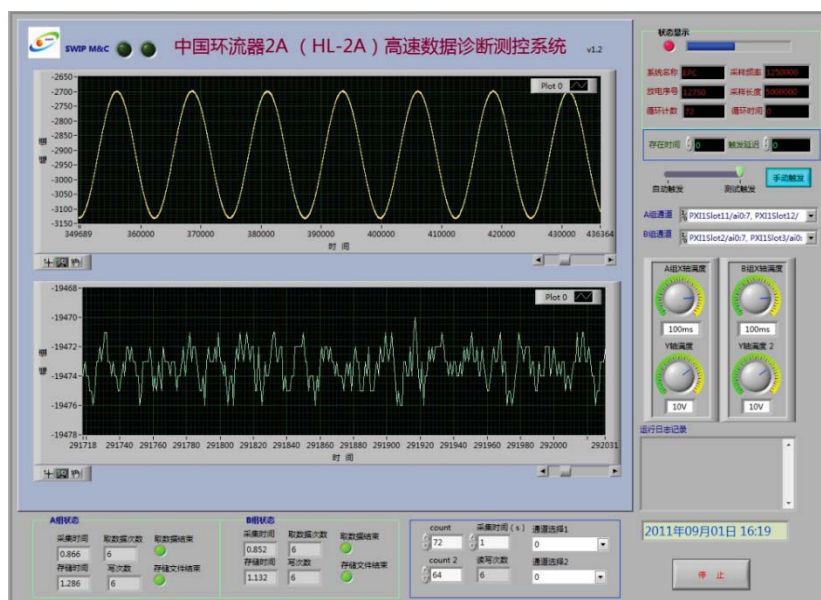 SWIP M&C
中国环流器2A （HL-2A）高速数据诊断测控系统
v1.2
Plot 0
-2650
-2700
-2750
-2800
-2850
-2900
-2950
-3000
-3050
-3100
-3150
349689 360000 370000 380000 390000 400000 410000 420000 430000 436364
时 间
Plot 0
-19468
-19470
-19472
-19474
-19476
-19478
291718 291740 291760 291780 291800 291820 291840 291860 291880 291900 291920 291940 291960 291980 292000 292031
时 间
A组状态
采集时间 取数据次数 取数据结束
0.866 6
存储时间 写次数 存储文件结束
1.286 6
B组状态
采集时间 取数据次数 取数据结束
0.852 6
存储时间 写次数 存储文件结束
1.132 6
count 采集时间（s） 通道选择1
72 1 0
count 2 读写次数 通道选择2
64 6 0
状态显示
系统名称 EPC 采样频率 1250000
放电序号 12750 采样长度 5000000
循环计数 72 循环时间 0
存在时间 0 触发延迟 0
自动触发 测试触发 手动触发
A组通道 PXI1Slot11/ai0:7, PXI1Slot12/
B组通道 PXI1Slot2/ai0:7, PXI1Slot3/ai0:
A组X轴满度 B组X轴满度
100ms 100ms
Y轴满度 Y轴满度 2
10V 10V
运行日志记录
2011年09月01日 16:19
停 止